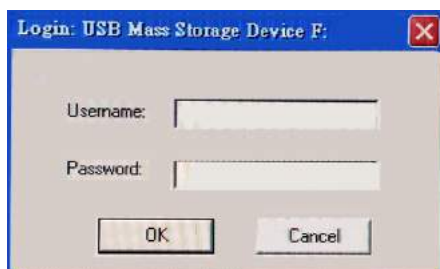 Login: USB Mass Storage Device F:
Username:
Password:
OK
Cancel